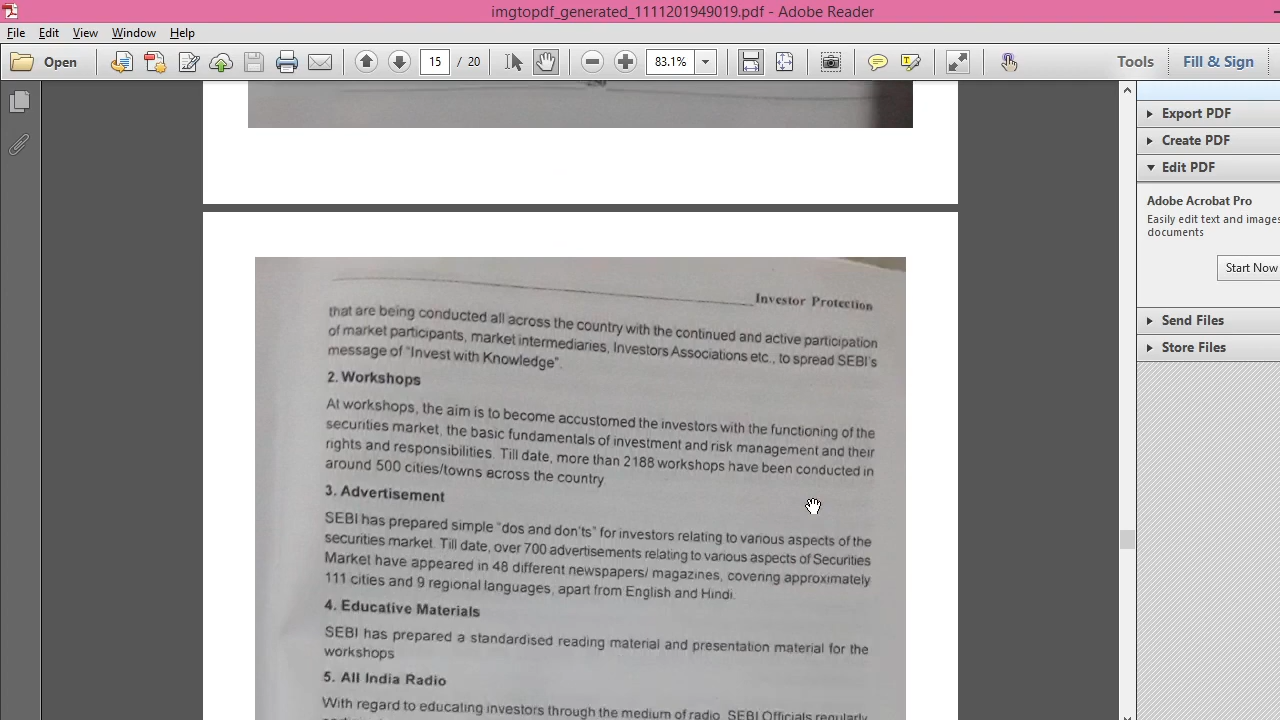 imgtopdf_generated_1111201949019.pdf - Adobe Reader
File Edit View Window Help
Open 15 / 20 83.1% Tools Fill & Sign
Export PDF
Create PDF
Edit PDF
Adobe Acrobat Pro
Easily edit text and images
documents
Start Now
Send Files
Store Files
Investor Protection
that are being conducted all across the country with the continued and active participation
of market participants, market intermediaries, Investors Associations etc., to spread SEBI's
message of "Invest with Knowledge".
2. Workshops
At workshops, the aim is to become accustomed the investors with the functioning of the
securities market, the basic fundamentals of investment and risk management and their
rights and responsibilities. Till date, more than 2188 workshops have been conducted in
around 500 cities/towns across the country
3. Advertisement
SEBI has prepared simple "dos and don'ts" for investors relating to various aspects of the
securities market. Till date, over 700 advertisements relating to various aspects of Securities
Market have appeared in 48 different newspapers/ magazines, covering approximately
111 cities and 9 regional languages, apart from English and Hindi.
4. Educative Materials
SEBI has prepared a standardised reading material and presentation material for the
workshops
5. All India Radio
With regard to educating investors through the medium of radio, SEBI Officials regularly